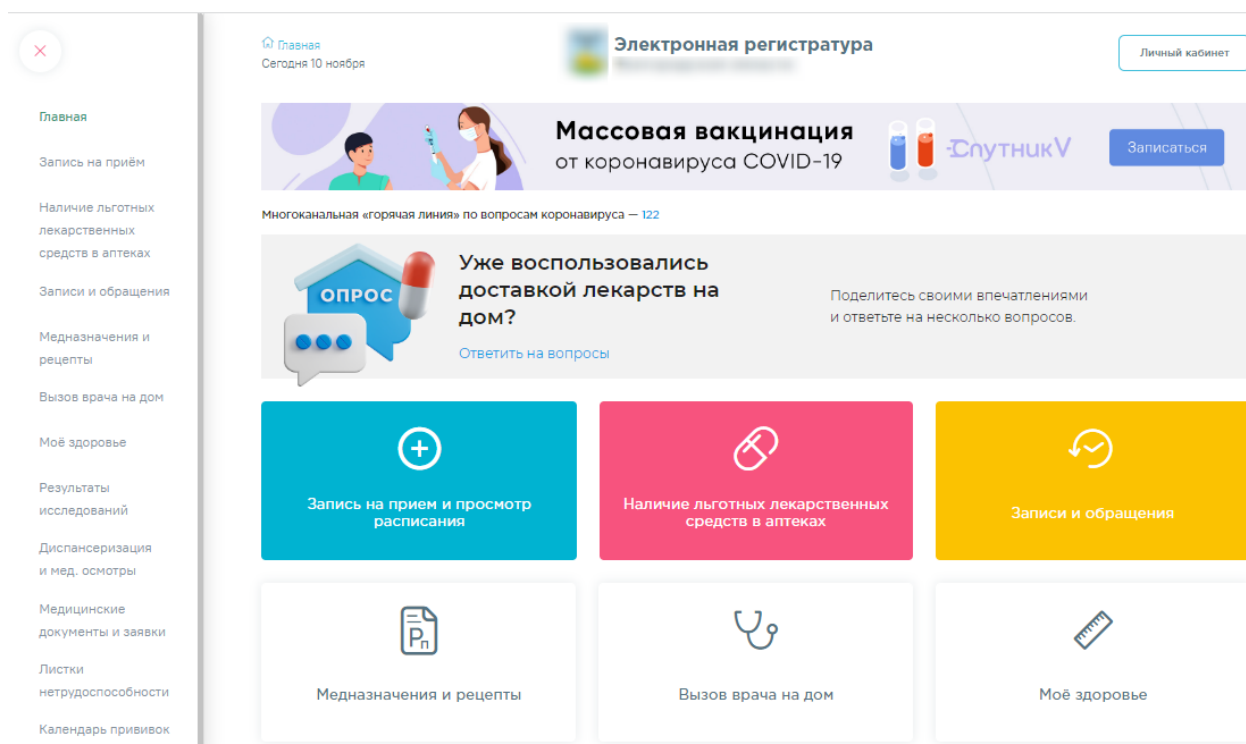 Главная
Запись на приём
Наличие льготных
лекарственных
средств в аптеках
Записи и обращения
Медназначения и
рецепты
Вызов врача на дом
Моё здоровье
Результаты
исследований
Диспансеризация
и мед. осмотры
Медицинские
документы и заявки
Листки
нетрудоспособности
Календарь прививок
Главная
Сегодня 10 ноября
Электронная регистратура
Личный кабинет
Массовая вакцинация
от коронавируса COVID-19
СпутникV
Записаться
Многоканальная «горячая линия» по вопросам коронавируса — 122
ОПРОС
Уже воспользовались
доставкой лекарств на
дом?
Ответить на вопросы
Поделитесь своими впечатлениями
и ответьте на несколько вопросов.
Запись на прием и просмотр
расписания
Наличие льготных лекарственных
средств в аптеках
Записи и обращения
Рп
Медназначения и рецепты
Вызов врача на дом
Моё здоровье